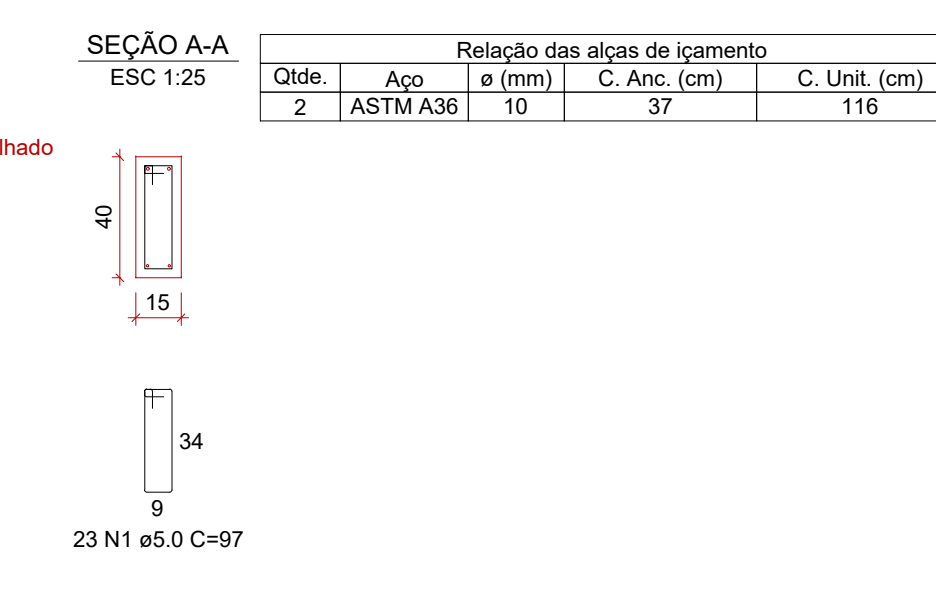 SEÇÃO A-A
ESC 1:25
Relação das alças de içamento
Qtde. Aço ø (mm) C. Anc. (cm) C. Unit. (cm)
2 ASTM A36 10 37 116
lhado
40
15
34
9
23 N1 ø5.0 C=97